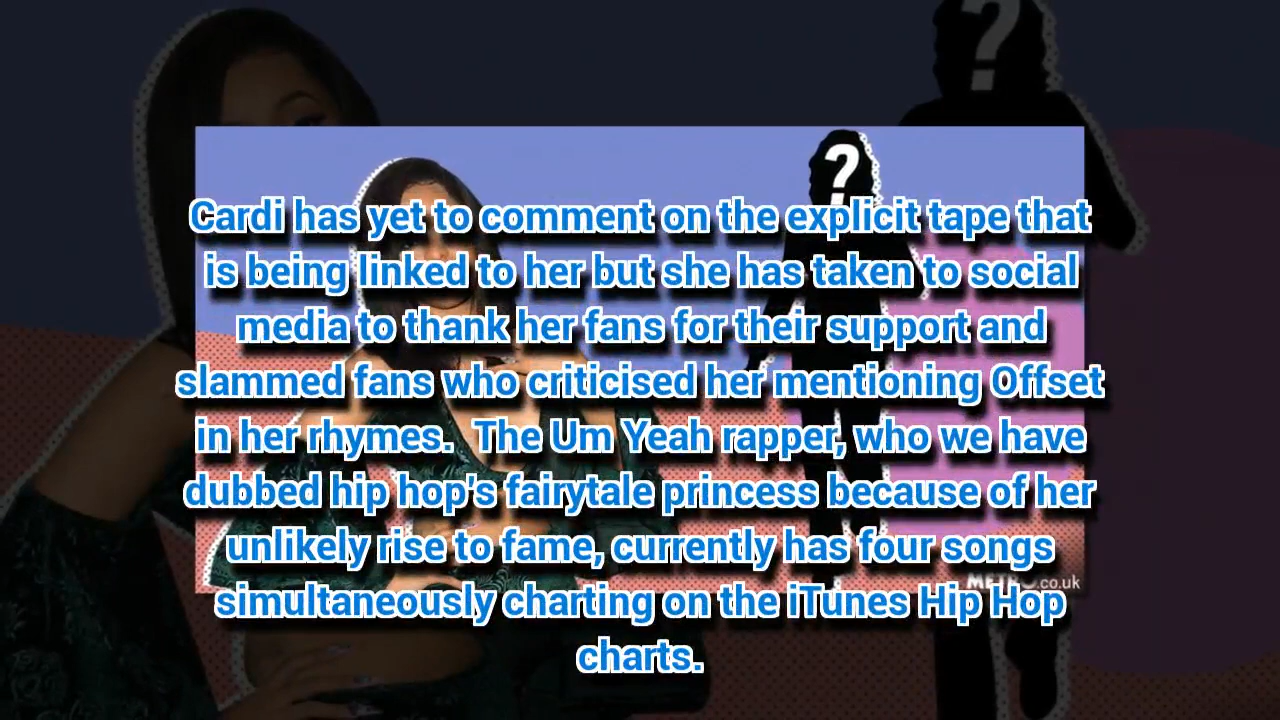 ?
?
Cardi has yet to comment on the explicit tape that
is being linked to her but she has taken to social
media to thank her fans for their support and
slammed fans who criticised her mentioning Offset
in her rhymes.  The Um Yeah rapper, who we have
dubbed hip hop's fairytale princess because of her
unlikely rise to fame, currently has four songs
METRO.co.uk
simultaneously charting on the iTunes Hip Hop
charts.